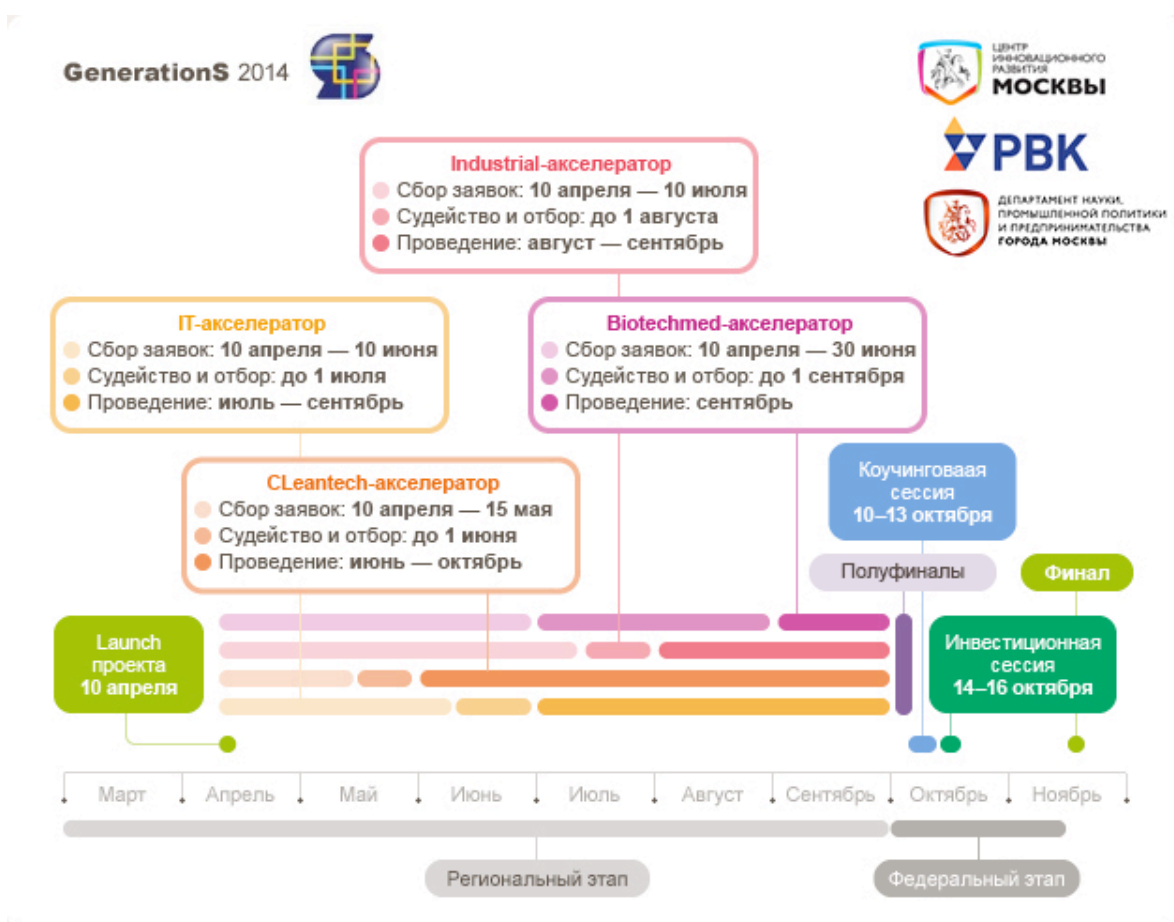 GenerationS 2014
ЦЕНТР
ИННОВАЦИОННОГО
РАЗВИТИЯ
МОСКВЫ
РВК
ДЕПАРТАМЕНТ НАУКИ,
ПРОМЫШЛЕННОЙ ПОЛИТИКИ
И ПРЕДПРИНИМАТЕЛЬСТВА
ГОРОДА МОСКВЫ
Industrial-акселератор
Сбор заявок: 10 апреля — 10 июля
Судейство и отбор: до 1 августа
Проведение: август — сентябрь
IT-акселератор
Сбор заявок: 10 апреля — 10 июня
Судейство и отбор: до 1 июля
Проведение: июль — сентябрь
Biotechmed-акселератор
Сбор заявок: 10 апреля — 30 июня
Судейство и отбор: до 1 сентября
Проведение: сентябрь
CLeantech-акселератор
Сбор заявок: 10 апреля — 15 мая
Судейство и отбор: до 1 июня
Проведение: июнь — октябрь
Коучинговаая
сессия
10–13 октября
Полуфиналы
Финал
Launch
проекта
10 апреля
Инвестиционная
сессия
14–16 октября
Март Апрель Май Июнь Июль Август Сентябрь Октябрь Ноябрь
Региональный этап
Федеральный этап